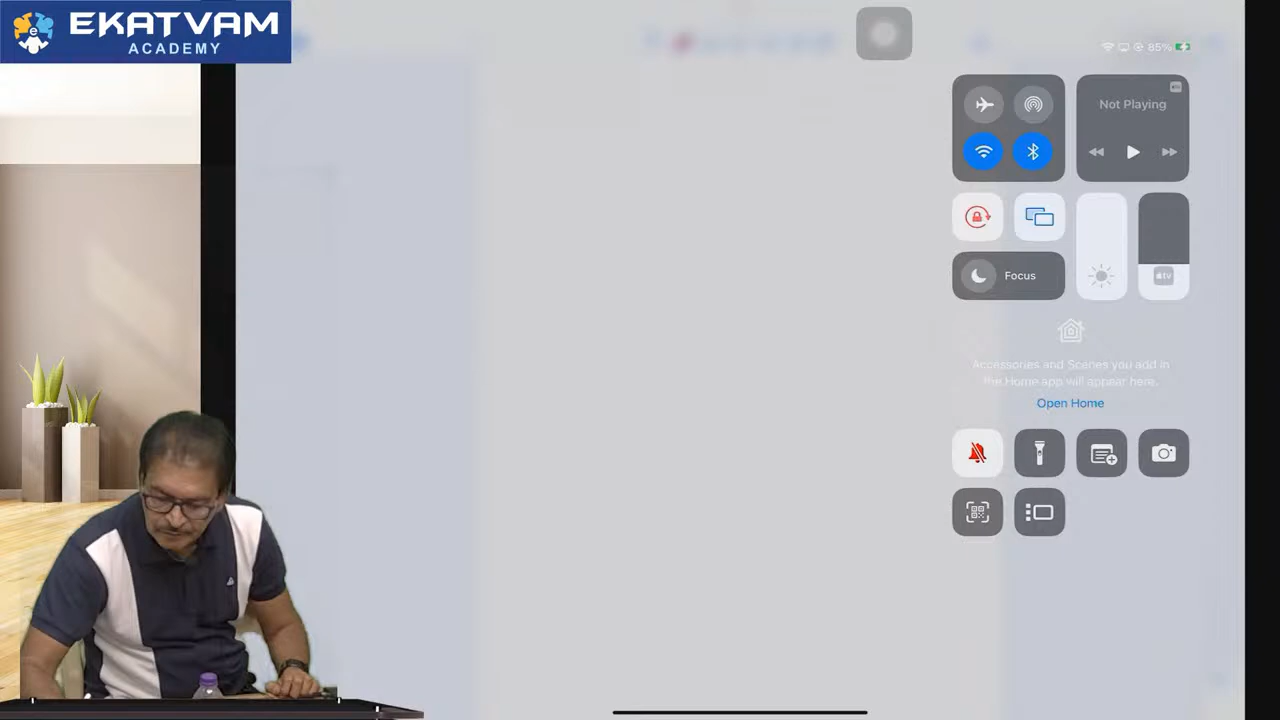 EKATVAM
ACADEMY
85%
Not Playing
Focus
tv
Accessories and Scenes you add in
the Home app will appear here.
Open Home